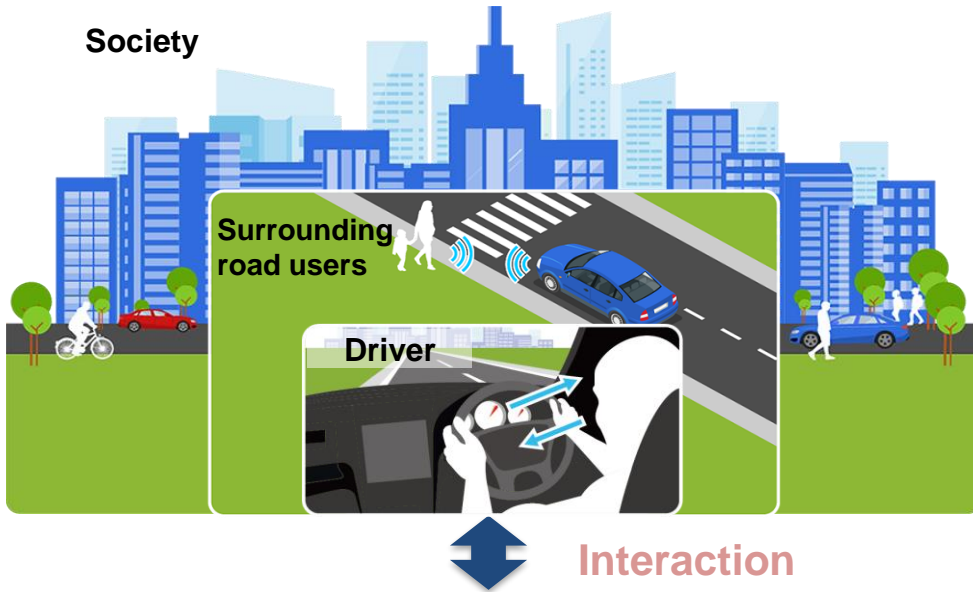 Society
Surrounding
road users
Driver
Interaction